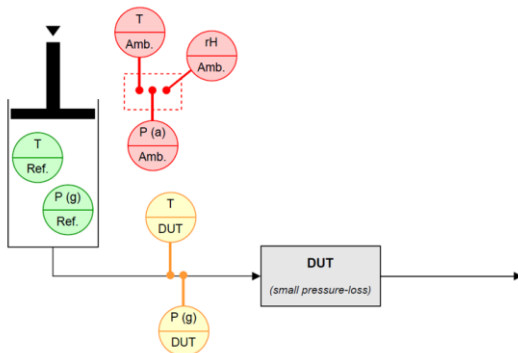 T
Amb.
rH
Amb.
P (a)
Amb.
T
Ref.
P (g)
Ref.
T
DUT
P (g)
DUT
DUT
(small pressure-loss)